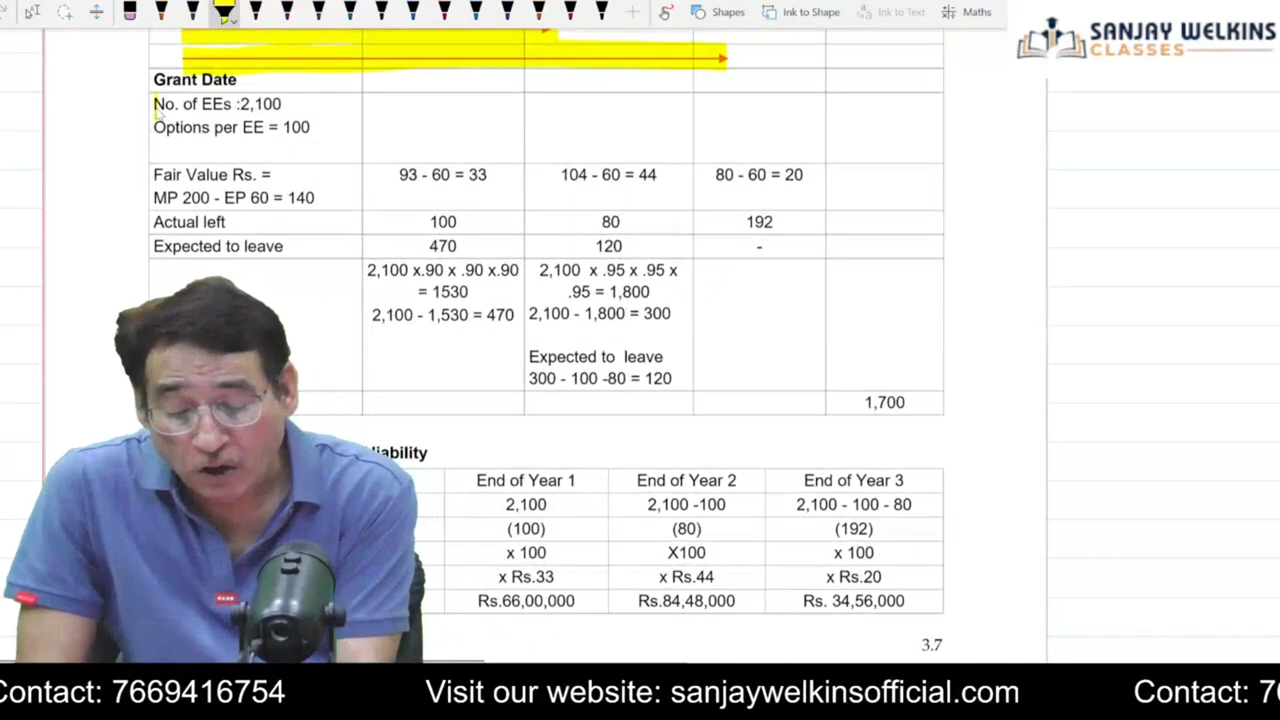 Shapes Ink to Shape Ink to Text Maths
SANJAY WELKINS
CLASSES
Grant Date
No. of EEs :2,100
Options per EE = 100
Fair Value Rs. = 93 - 60 = 33 104 - 60 = 44 80 - 60 = 20
MP 200 - EP 60 = 140
Actual left 100 80 192
Expected to leave 470 120 -
2,100 x.90 x .90 x.90 2,100 x .95 x .95 x
= 1530 .95 = 1,800
2,100 - 1,530 = 470 2,100 - 1,800 = 300
Expected to leave
300 - 100 -80 = 120
1,700
End of Year 1 End of Year 2 End of Year 3
2,100 2,100 -100 2,100 - 100 - 80
(100) (80) (192)
x 100 X100 x 100
x Rs.33 x Rs.44 x Rs.20
Rs.66,00,000 Rs.84,48,000 Rs. 34,56,000
3.7
Contact: 7669416754 Visit our website: sanjaywelkinsofficial.com Contact: 7